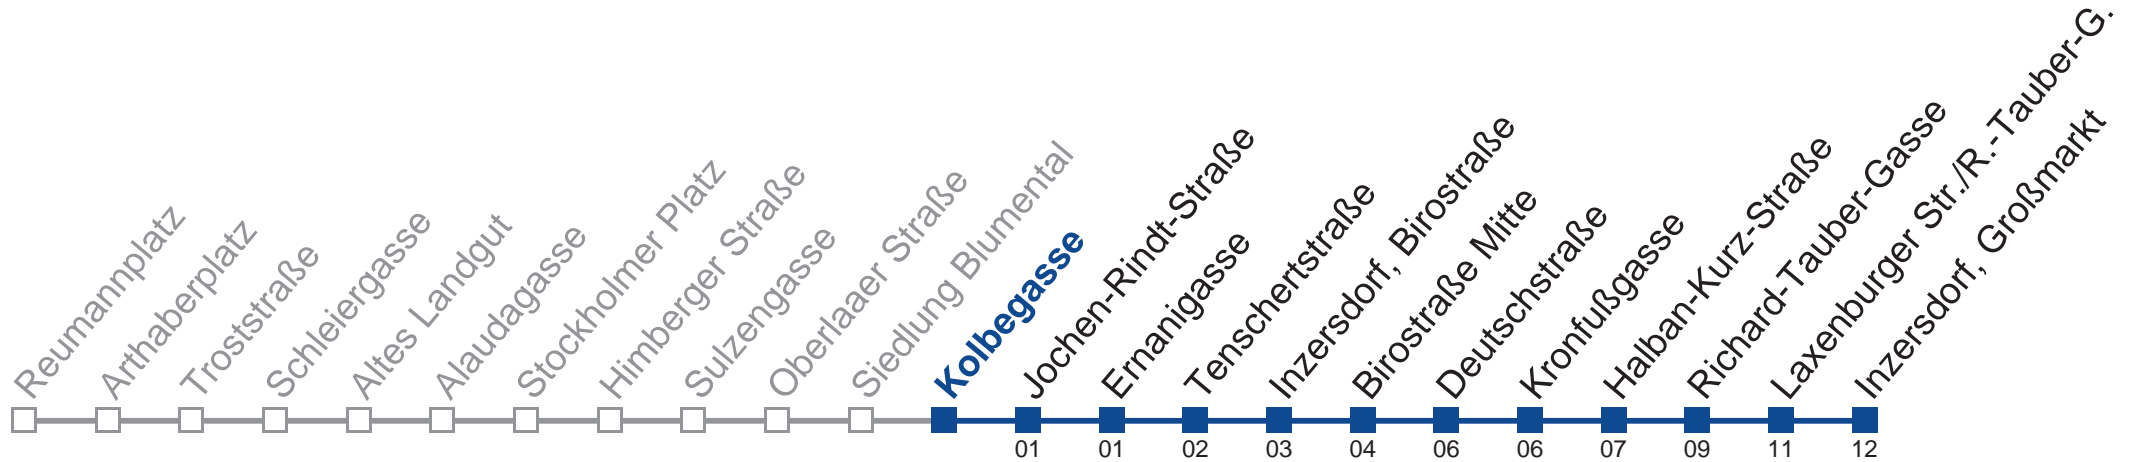 Reumannplatz
Arthaberplatz
Troststraße
Schleiergasse
Altes Landgut
Alaudagasse
Stockholmer Platz
Himberger Straße
Sulzengasse
Oberlaaer Straße
Siedlung Blumental
Kolbegasse
Jochen-Rindt-Straße
Ernanigasse
Tenschertstraße
Inzersdorf, Birostraße
Birostraße Mitte
Deutschstraße
Kronfußgasse
Halban-Kurz-Straße
Richard-Tauber-Gasse
Laxenburger Str./R.-Tauber-G.
Inzersdorf, Großmarkt
01 01 02 03 04 06 06 07 09 11 12